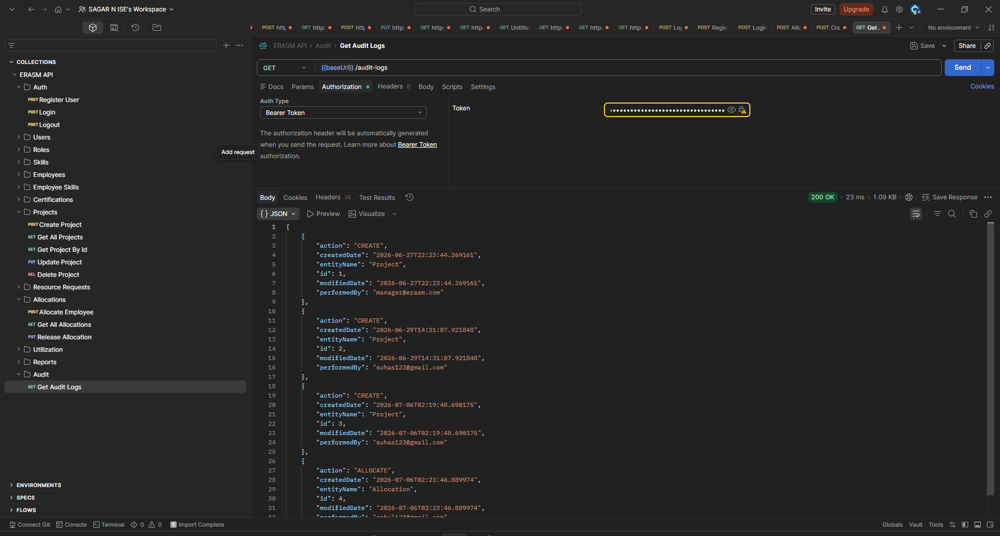 SAGAR N ISE's Workspace
Search
Invite
Upgrade
POST htt
GET http:
POST htt
PUT http:
GET http:
GET http:
GET Untitle
GET http:
GET http:
GET http:
POST Log
POST Regis
POST Login
POST Allc
POST Cre
GET Get
No environment
ERASM API > Audit > Get Audit Logs
Save
Share
COLLECTIONS
ERASM API
Auth
POST Register User
POST Login
POST Logout
Users
Roles
Skills
Employees
Employee Skills
Certifications
Projects
POST Create Project
GET Get All Projects
GET Get Project By Id
PUT Update Project
DEL Delete Project
Resource Requests
Allocations
POST Allocate Employee
GET Get All Allocations
PUT Release Allocation
Utilization
Reports
Audit
GET Get Audit Logs
ENVIRONMENTS
SPECS
FLOWS
Add request
GET
{{baseUrl}} /audit-logs
Send
Docs
Params
Authorization
Headers 8
Body
Scripts
Settings
Cookies
Auth Type
Bearer Token
The authorization header will be automatically generated
when you send the request. Learn more about Bearer Token
authorization.
Token
Body
Cookies
Headers 14
Test Results
200 OK
23 ms
1.09 KB
e.g. Save Response
{} JSON
Preview
Visualize
1 [
2 {
3 "action": "CREATE",
4 "createdDate": "2026-06-27T22:23:44.269161",
5 "entityName": "Project",
6 "id": 1,
7 "modifiedDate": "2026-06-27T22:23:44.269161",
8 "performedBy": "manager@erasm.com"
9 },
10 {
11 "action": "CREATE",
12 "createdDate": "2026-06-29T14:31:07.921848",
13 "entityName": "Project",
14 "id": 2,
15 "modifiedDate": "2026-06-29T14:31:07.921848",
16 "performedBy": "suhas123@gmail.com"
17 },
18 {
19 "action": "CREATE",
20 "createdDate": "2026-07-06T02:19:48.690175",
21 "entityName": "Project",
22 "id": 3,
23 "modifiedDate": "2026-07-06T02:19:48.690175",
24 "performedBy": "suhas123@gmail.com"
25 },
26 {
27 "action": "ALLOCATE",
28 "createdDate": "2026-07-06T02:23:46.889974",
29 "entityName": "Allocation",
30 "id": 4,
31 "modifiedDate": "2026-07-06T02:23:46.889974",
32 "performedBy": "rahul123@gmail.com"
Connect Git
Console
Terminal
0
0
1 Import Complete
Globals
Vault
Tools